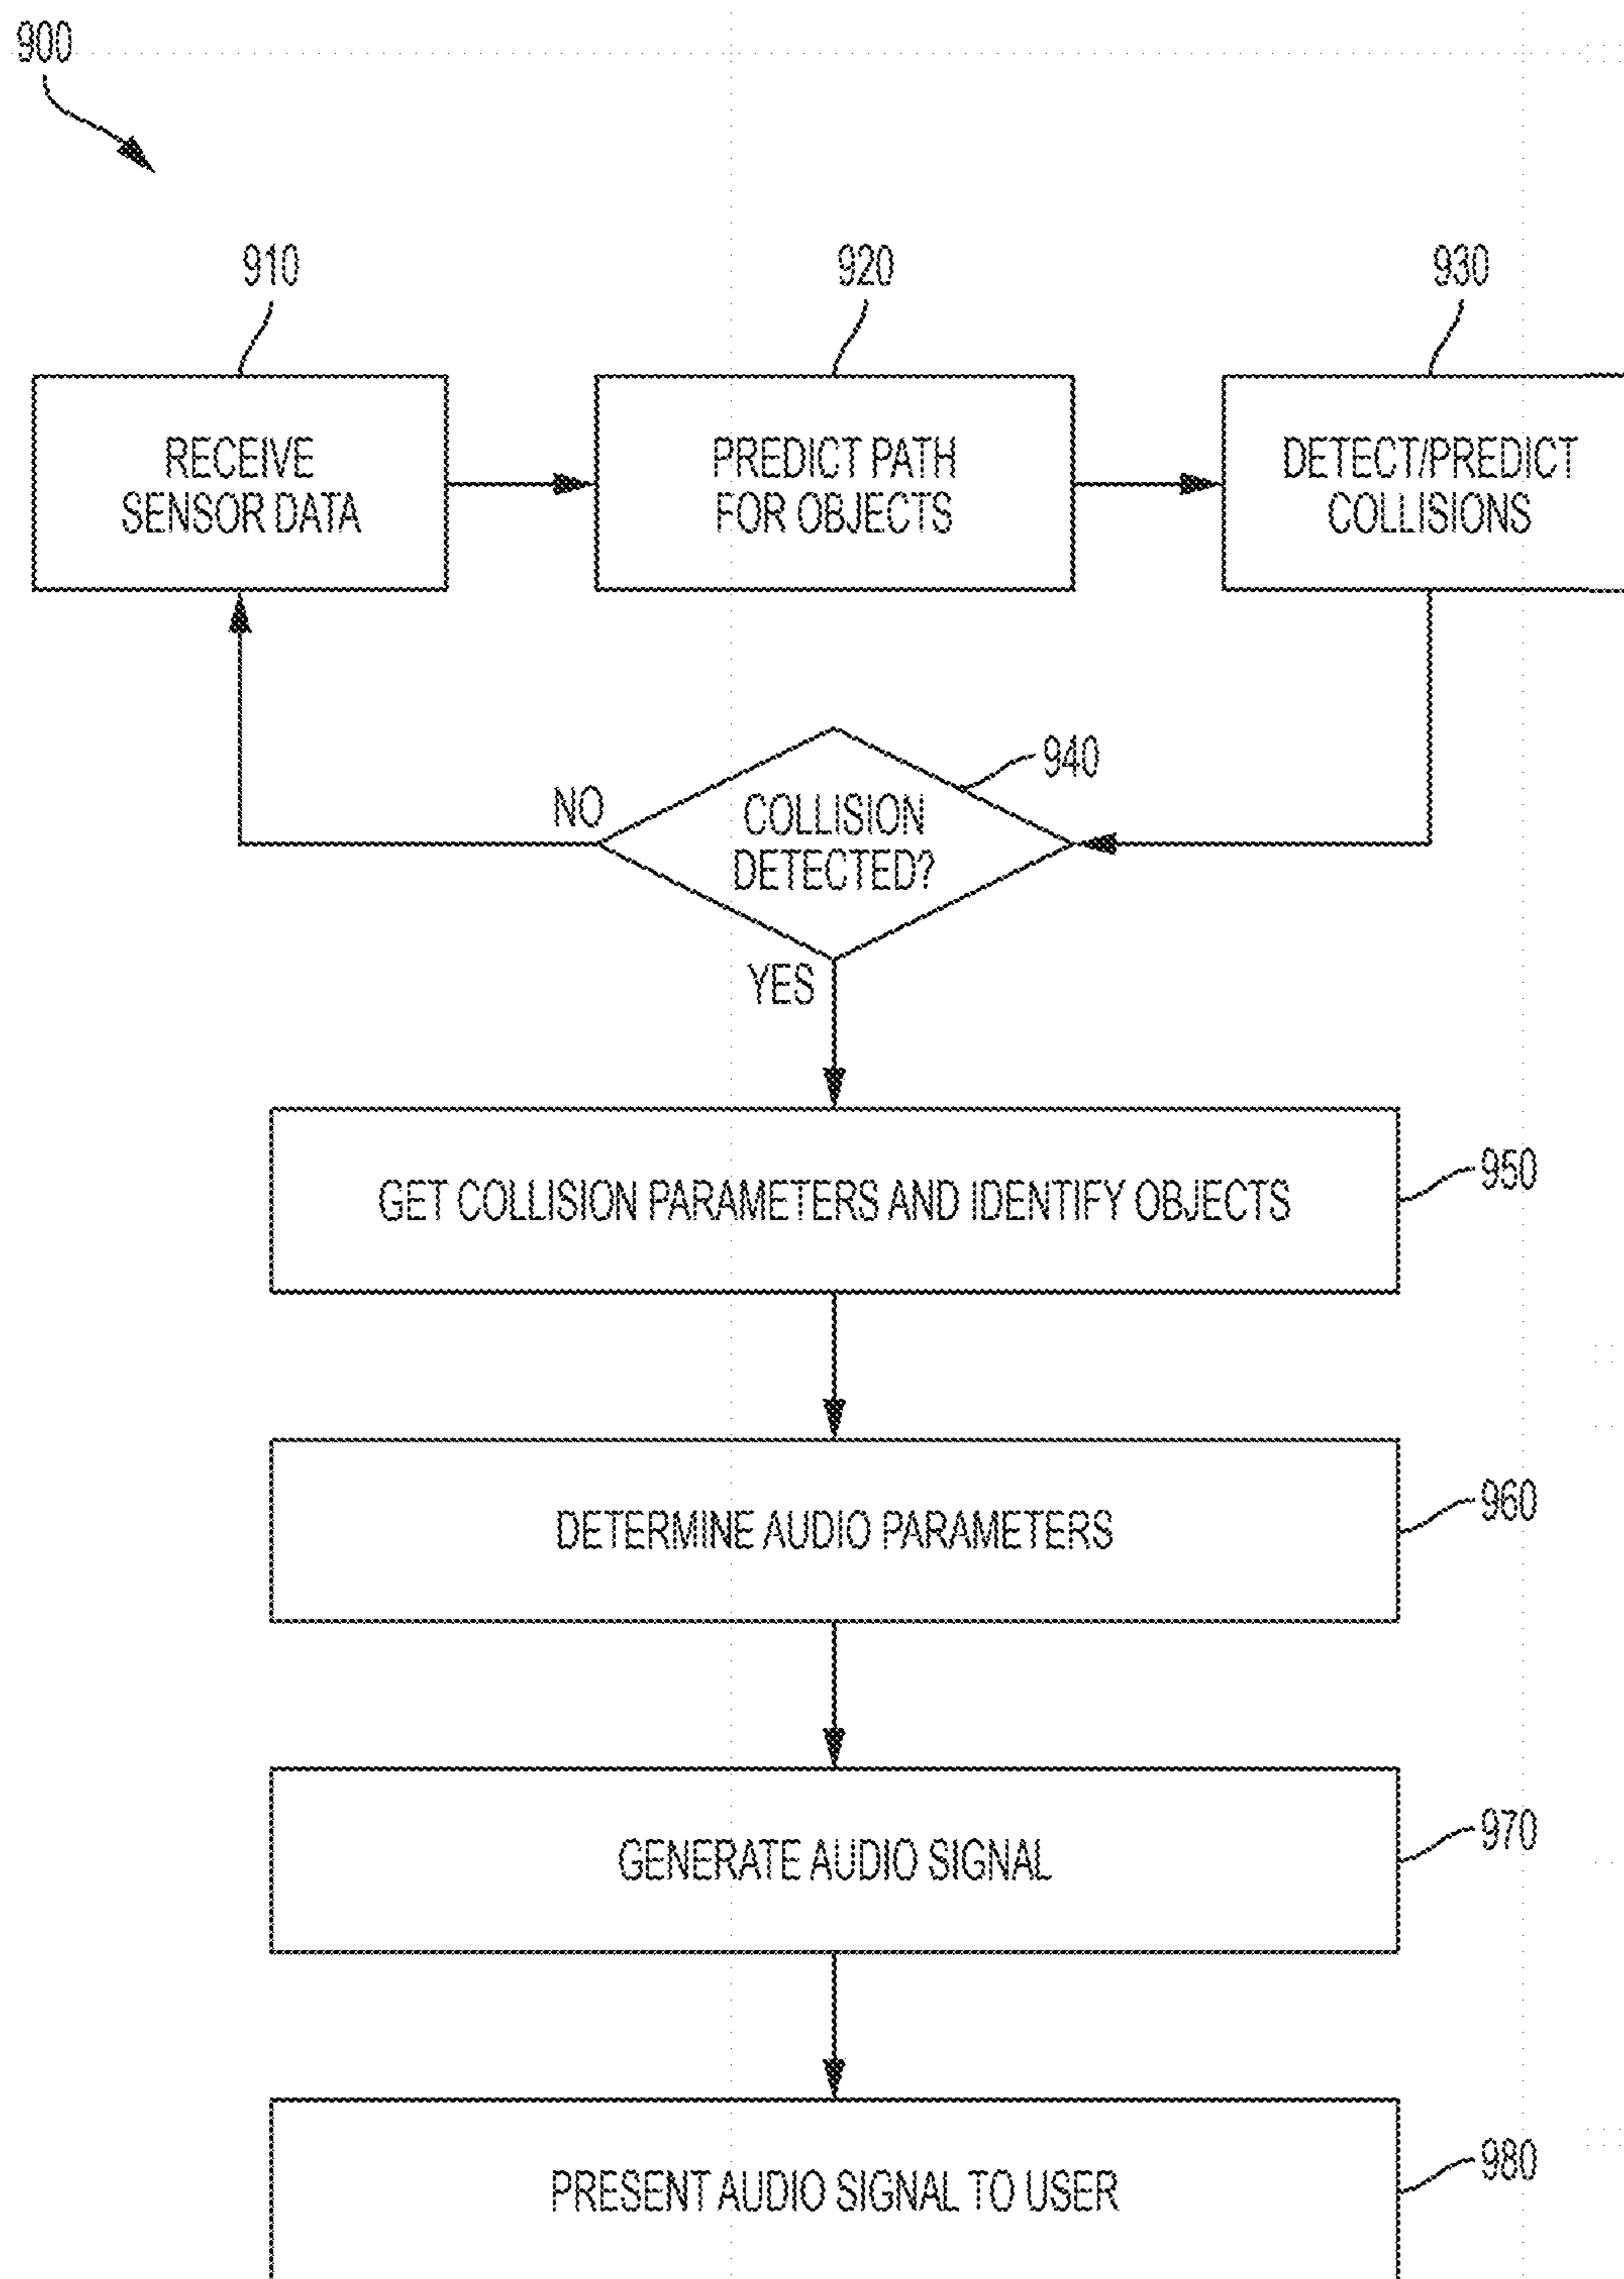 900
910
920
930
RECEIVE
SENSOR DATA
PREDICT PATH
FOR OBJECTS
DETECT/PREDICT
COLLISIONS
940
NO
COLLISION
DETECTED?
YES
GET COLLISION PARAMETERS AND IDENTIFY OBJECTS
950
DETERMINE AUDIO PARAMETERS
960
GENERATE AUDIO SIGNAL
970
PRESENT AUDIO SIGNAL TO USER
980